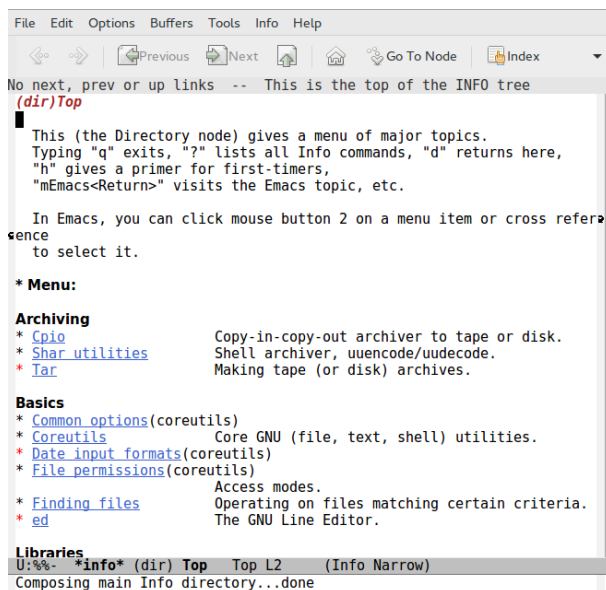 File Edit Options Buffers Tools Info Help
Previous Next Go To Node Index
No next, prev or up links -- This is the top of the INFO tree
(dir)Top
This (the Directory node) gives a menu of major topics.
Typing "q" exits, "?" lists all Info commands, "d" returns here,
"h" gives a primer for first-timers,
"mEmacs<Return>" visits the Emacs topic, etc.
In Emacs, you can click mouse button 2 on a menu item or cross refer
ence
to select it.
* Menu:
Archiving
* Cpio Copy-in-copy-out archiver to tape or disk.
* Shar utilities Shell archiver, uuencode/uudecode.
* Tar Making tape (or disk) archives.
Basics
* Common options(coreutils)
* Coreutils Core GNU (file, text, shell) utilities.
* Date input formats(coreutils)
* File permissions(coreutils)
Access modes.
* Finding files Operating on files matching certain criteria.
* ed The GNU Line Editor.
Libraries
U:%%- *info* (dir) Top Top L2 (Info Narrow)
Composing main Info directory...done